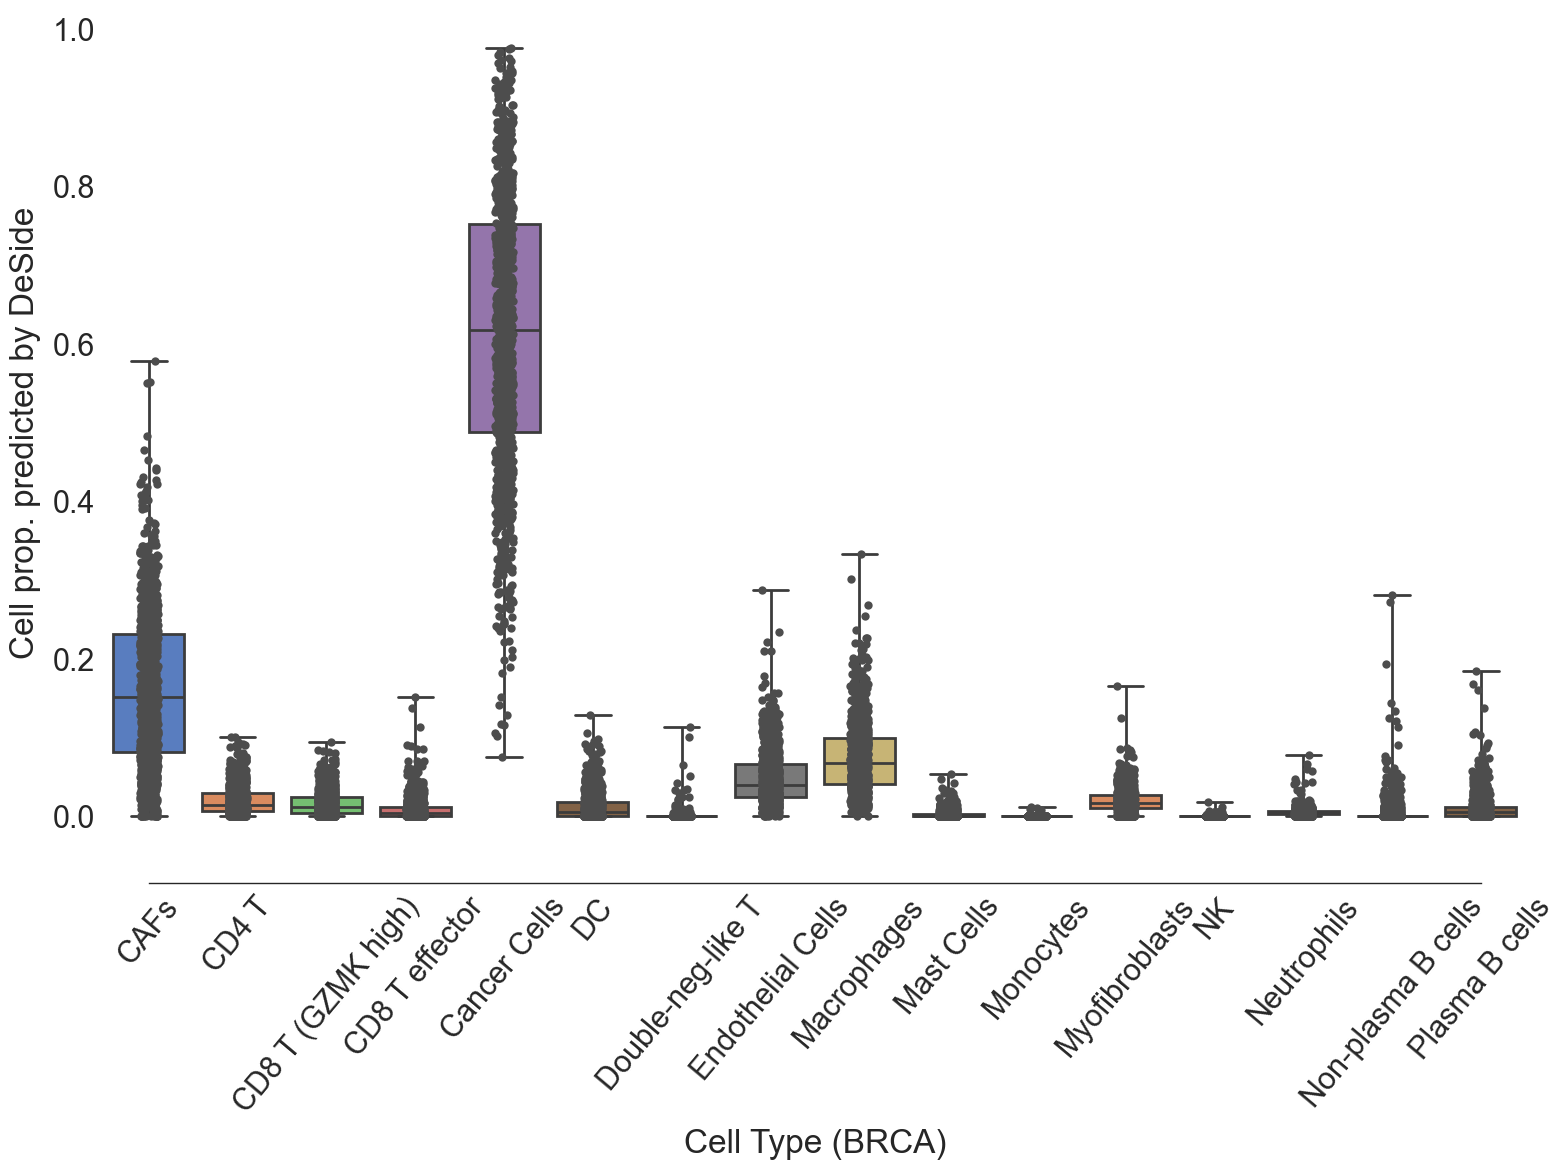 1.0
0.8
0.6
0.4
0.2
0.0
Cell prop. predicted by DeSide
CAFs
CD4 T
CD8 T (GZMK high)
CD8 T effector
Cancer Cells
DC
Double-neg-like T
Endothelial Cells
Macrophages
Mast Cells
Monocytes
Myofibroblasts
NK
Neutrophils
Non-plasma B cells
Plasma B cells
Cell Type (BRCA)